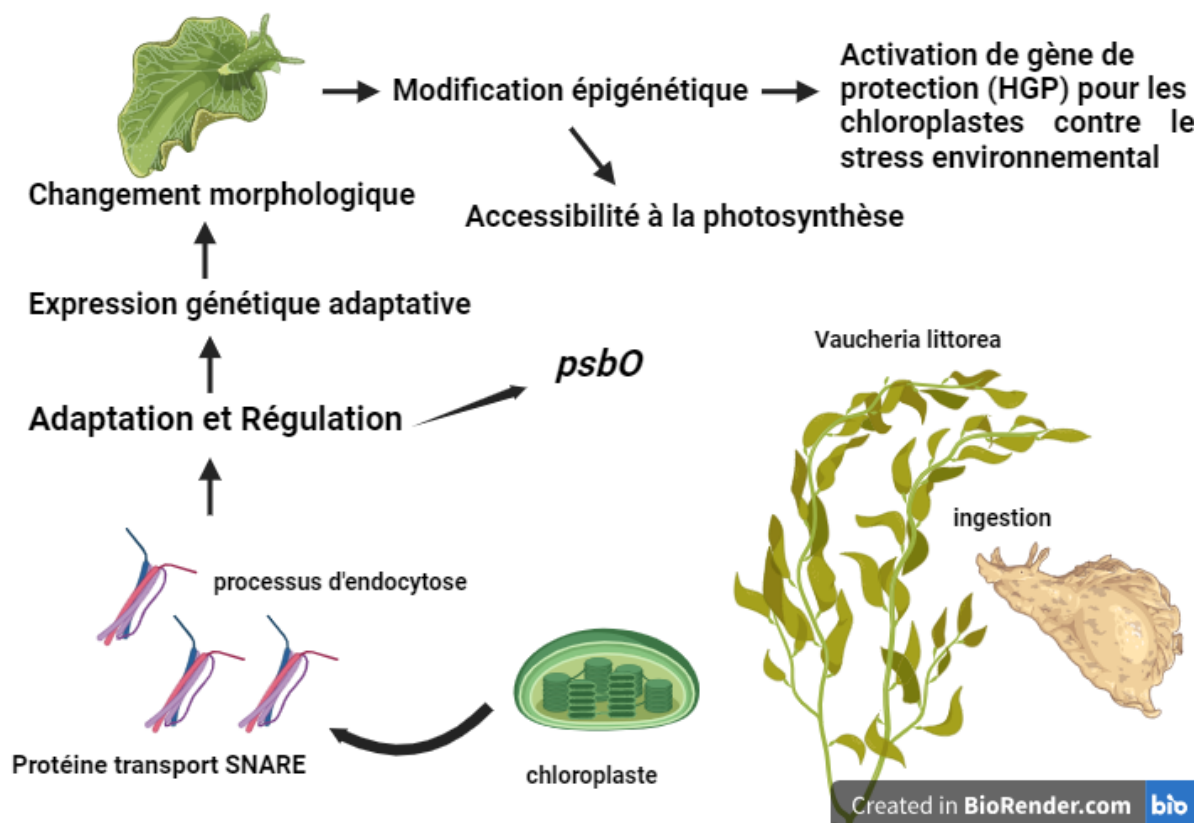 Activation de gène de
protection (HGP) pour les
chloroplastes contre le
stress environnemental
Modification épigénétique
Changement morphologique
Accessibilité à la photosynthèse
Expression génétique adaptative
Vaucheria littorea
psbO
Adaptation et Régulation
ingestion
processus d'endocytose
Protéine transport SNARE
chloroplaste
Created in BioRender.com bio